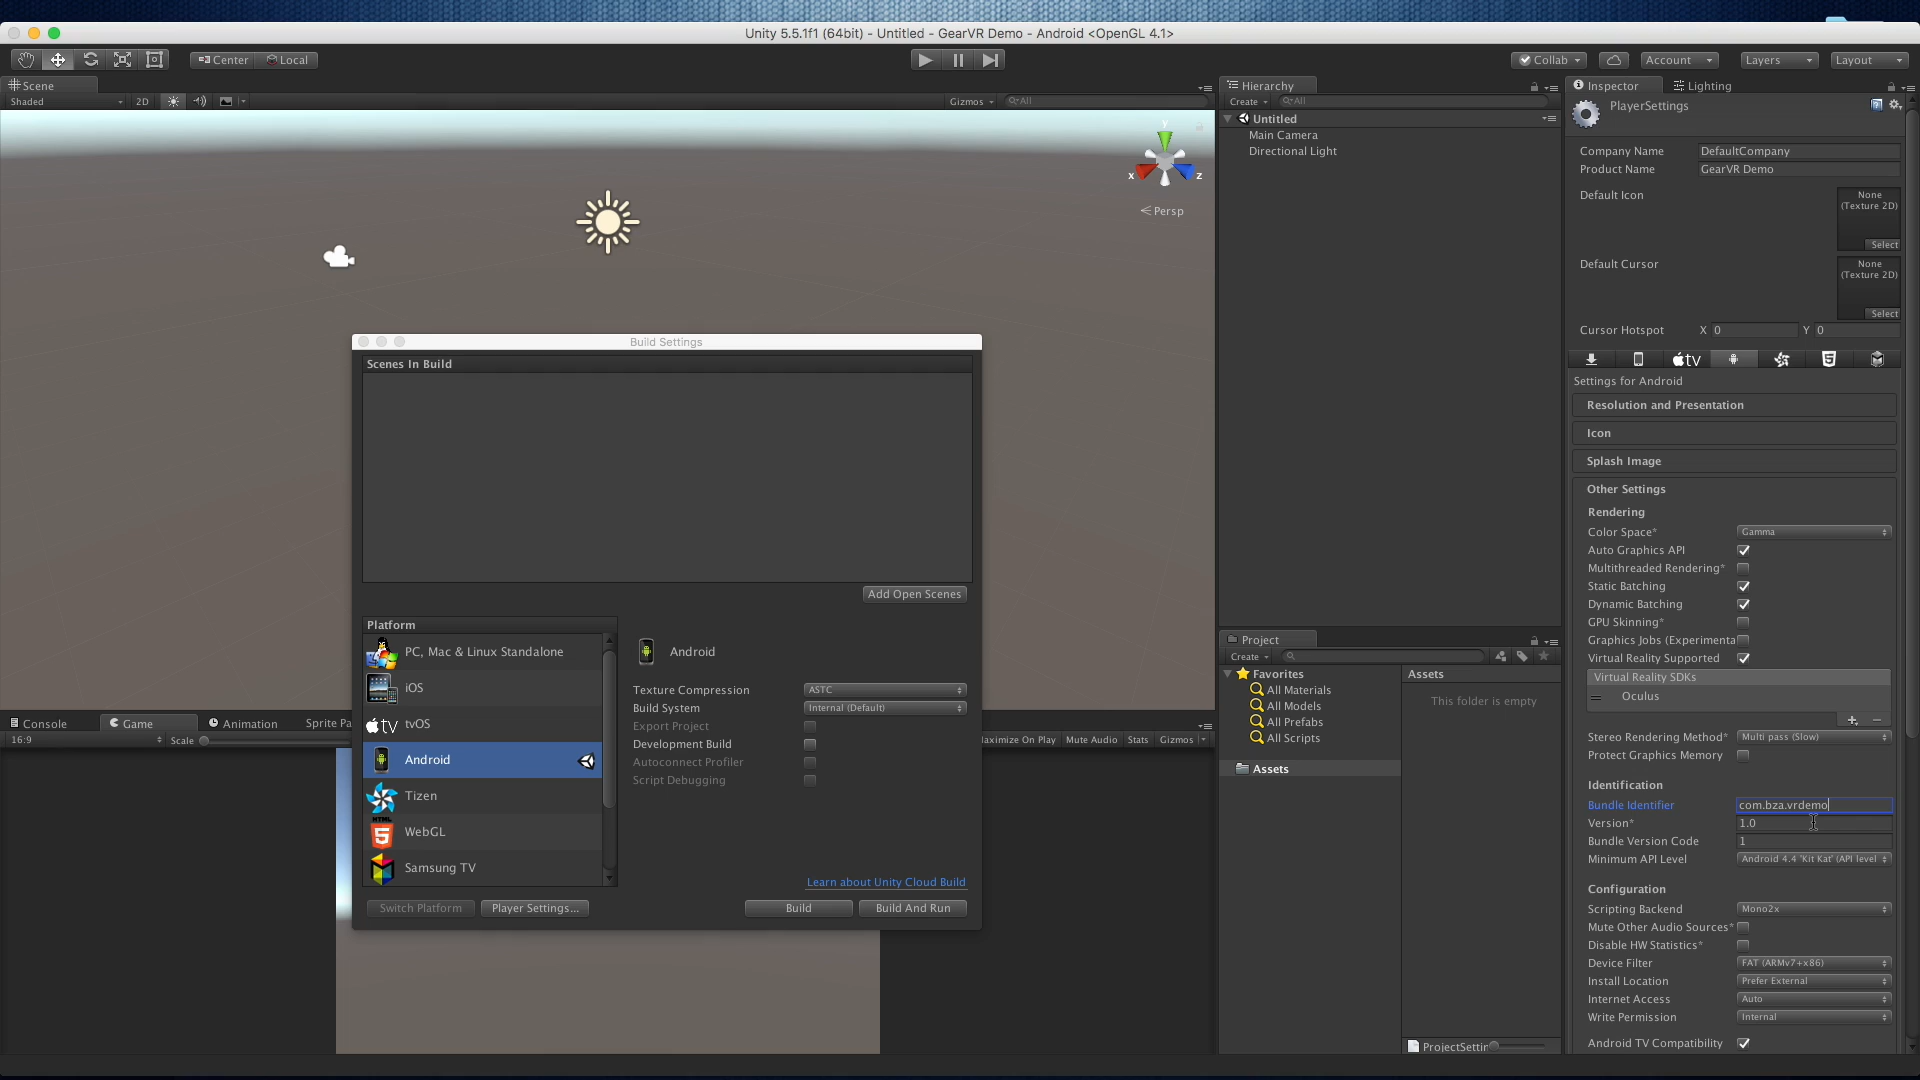 Unity 5.5.1f1 (64bit) - Untitled - GearVR Demo - Android <OpenGL 4.1>
Center
Local
Collab
Account
Layers
Layout
Scene
Shaded
2D
Gizmos
All
y
x
z
Persp
Hierarchy
Create
All
Untitled
Main Camera
Directional Light
Inspector
Lighting
PlayerSettings
Company Name DefaultCompany
Product Name GearVR Demo
Default Icon
None
(Texture 2D)
Select
Default Cursor
None
(Texture 2D)
Select
Cursor Hotspot X 0 Y 0
tv
Settings for Android
Resolution and Presentation
Icon
Splash Image
Other Settings
Rendering
Color Space* Gamma
Auto Graphics API
Multithreaded Rendering*
Static Batching
Dynamic Batching
GPU Skinning*
Graphics Jobs (Experimenta
Virtual Reality Supported
Virtual Reality SDKs
Oculus
Stereo Rendering Method* Multi pass (Slow)
Protect Graphics Memory
Identification
Bundle Identifier com.bza.vrdemo
Version* 1.0
Bundle Version Code 1
Minimum API Level Android 4.4 'Kit Kat' (API level
Configuration
Scripting Backend Mono2x
Mute Other Audio Sources*
Disable HW Statistics*
Device Filter FAT (ARMv7+x86)
Install Location Prefer External
Internet Access Auto
Write Permission Internal
Android TV Compatibility
Build Settings
Scenes In Build
Add Open Scenes
Platform
PC, Mac & Linux Standalone
iOS
tv tvOS
Android
Tizen
HTML
5 WebGL
Samsung TV
Android
Texture Compression ASTC
Build System Internal (Default)
Export Project
Development Build
Autoconnect Profiler
Script Debugging
Learn about Unity Cloud Build
Switch Platform
Player Settings...
Build
Build And Run
Console
Game
Animation
Sprite Pa
16:9
Scale
Maximize On Play
Mute Audio
Stats
Gizmos
Project
Create
Favorites
All Materials
All Models
All Prefabs
All Scripts
Assets
Assets
This folder is empty
ProjectSettin